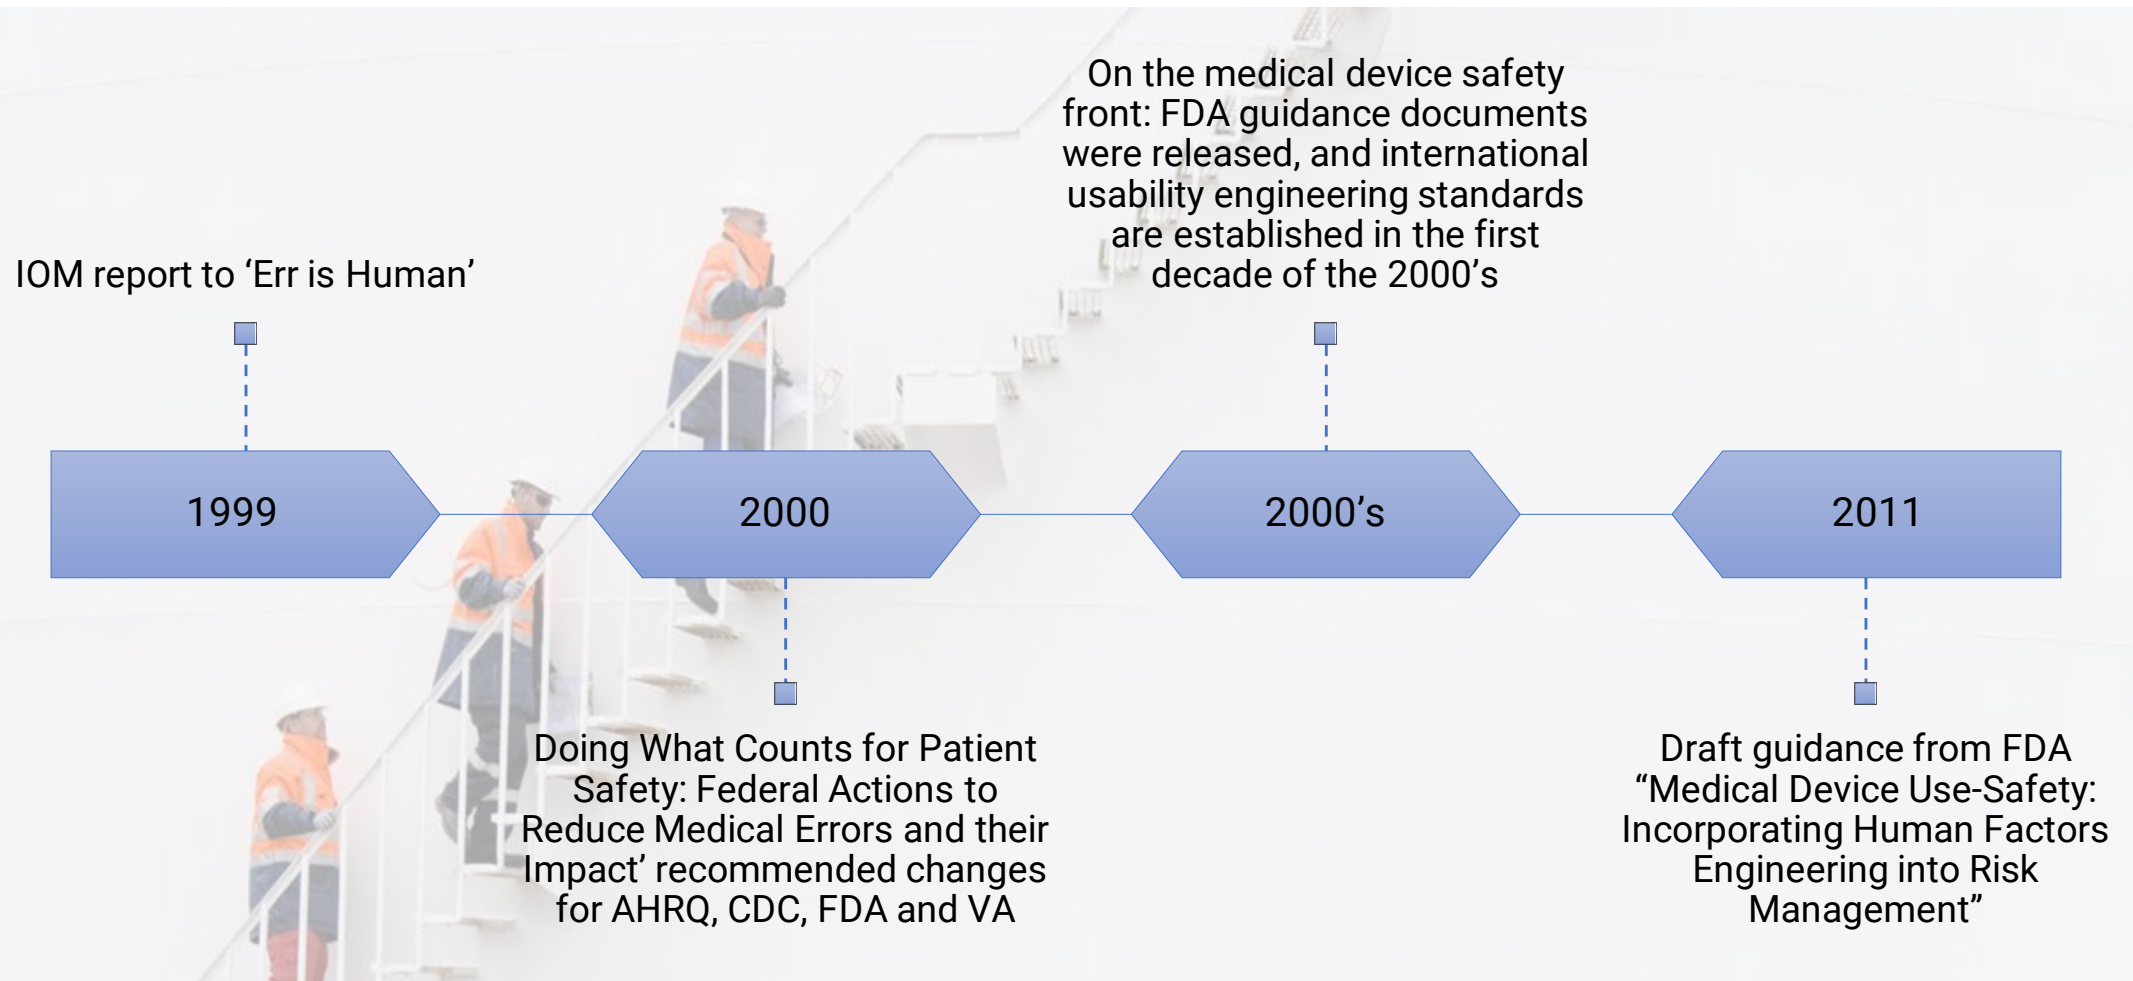 IOM report to ‘Err is Human’
On the medical device safety
front: FDA guidance documents
were released, and international
usability engineering standards
are established in the first
decade of the 2000’s
1999
2000
2000’s
2011
Doing What Counts for Patient
Safety: Federal Actions to
Reduce Medical Errors and their
Impact’ recommended changes
for AHRQ, CDC, FDA and VA
Draft guidance from FDA
“Medical Device Use-Safety:
Incorporating Human Factors
Engineering into Risk
Management”